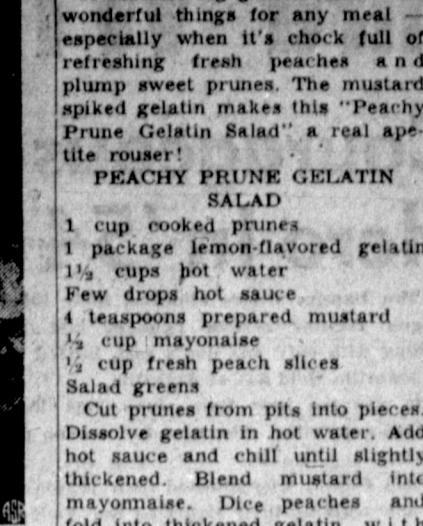 wonderful things for any meal —
especially when it's chock full of
refreshing fresh peaches and
plump sweet prunes. The mustard
spiked gelatin makes this "Peachy
Prune Gelatin Salad" a real ape-
tite rouser!
PEACHY PRUNE GELATIN
SALAD
1 cup cooked prunes
1 package lemon-flavored gelatin
1½ cups hot water
Few drops hot sauce
4 teaspoons prepared mustard
½ cup mayonaise
½ cup fresh peach slices
Salad greens
Cut prunes from pits into pieces.
Dissolve gelatin in hot water. Add
hot sauce and chill until slightly
thickened. Blend mustard into
mayonnaise. Dice peaches and
fold into thickened gelatin with